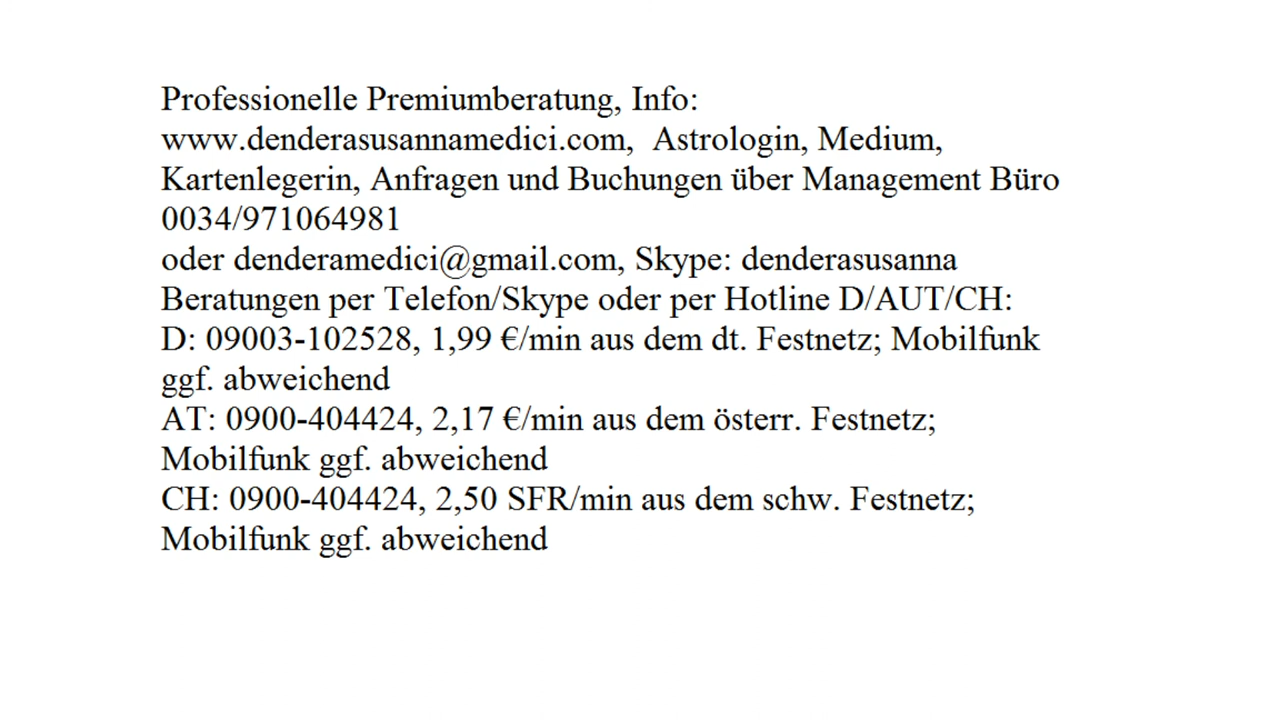 Professionelle Premiumberatung, Info:
www.denderasusannamedici.com,  Astrologin, Medium,
Kartenlegerin, Anfragen und Buchungen über Management Büro
0034/971064981
oder denderamedici@gmail.com, Skype: denderasusanna
Beratungen per Telefon/Skype oder per Hotline D/AUT/CH:
D: 09003-102528, 1,99 €/min aus dem dt. Festnetz; Mobilfunk
ggf. abweichend
AT: 0900-404424, 2,17 €/min aus dem österr. Festnetz;
Mobilfunk ggf. abweichend
CH: 0900-404424, 2,50 SFR/min aus dem schw. Festnetz;
Mobilfunk ggf. abweichend